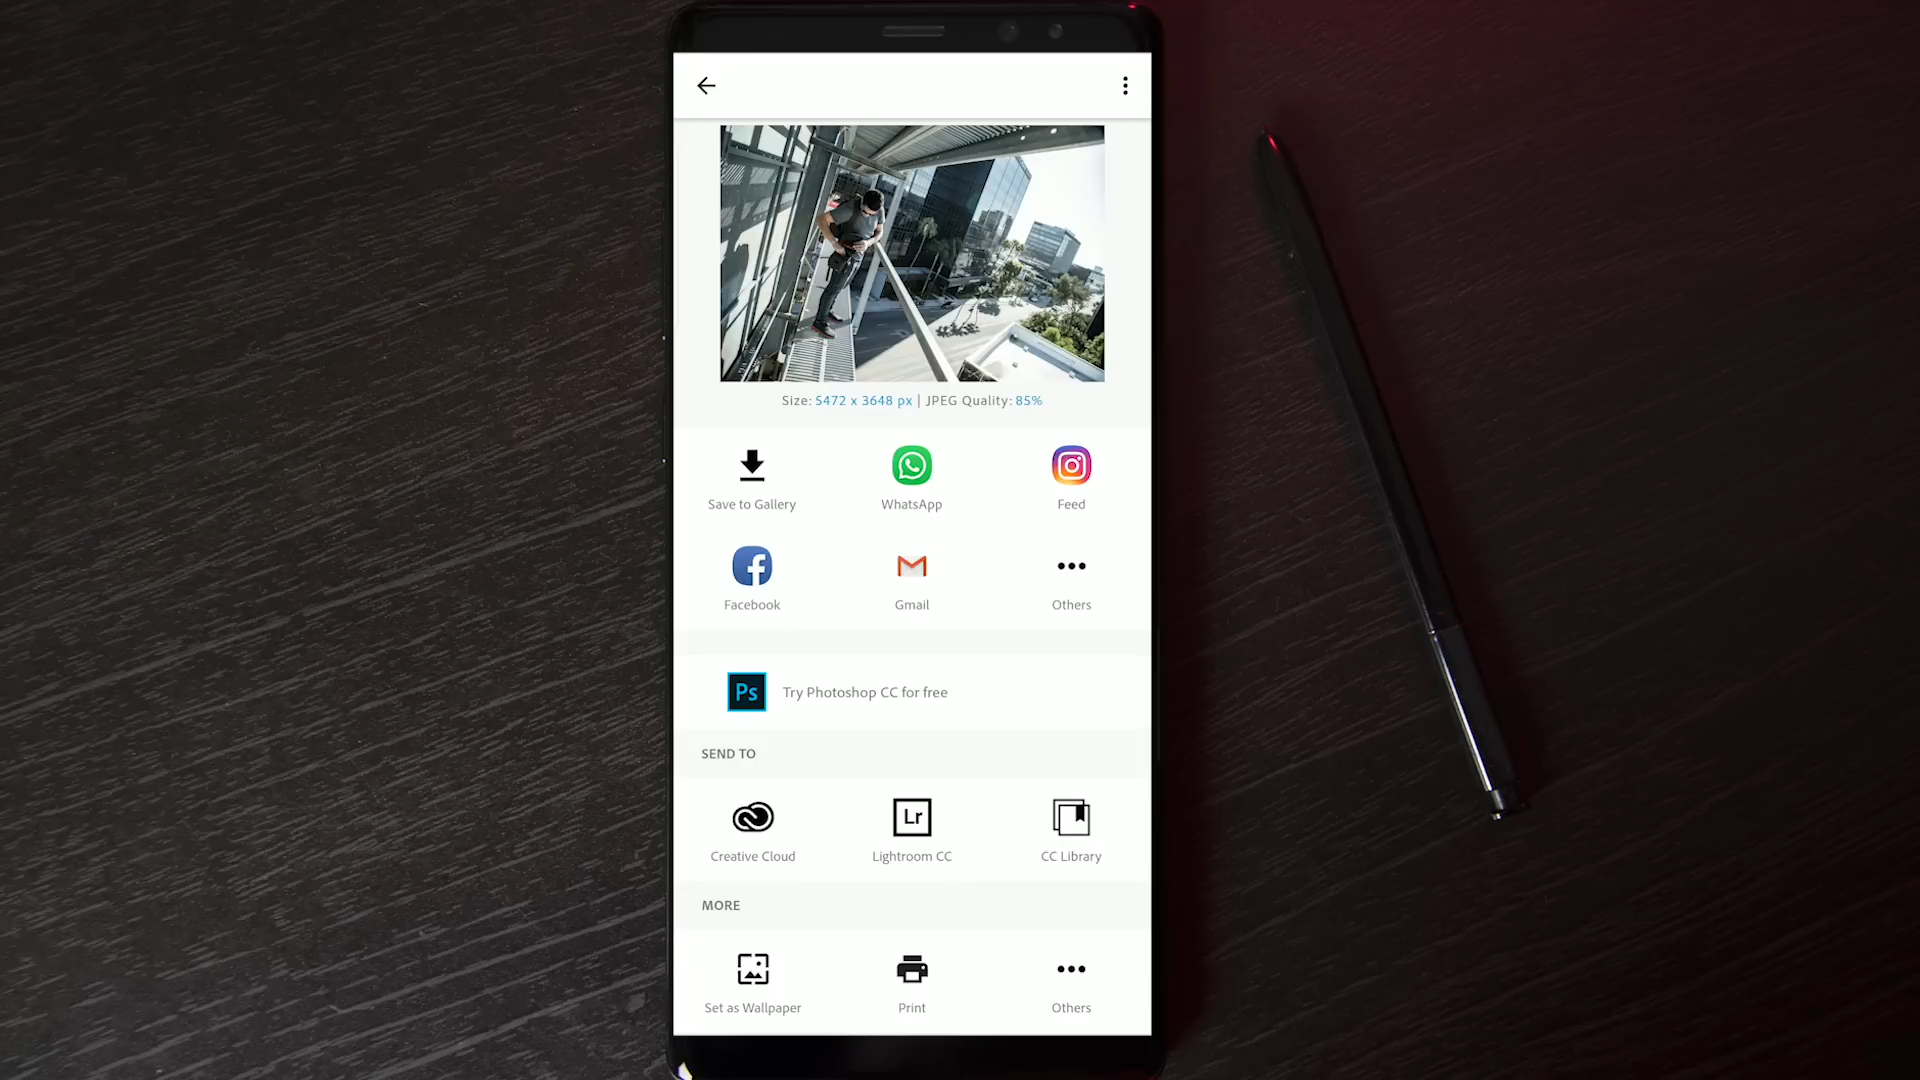 Size: 5472 x 3648 px | JPEG Quality: 85%
Save to Gallery
WhatsApp
Feed
Facebook
Gmail
Others
Ps
Try Photoshop CC for free
SEND TO
Lr
Creative Cloud
Lightroom CC
CC Library
MORE
Set as Wallpaper
Print
Others